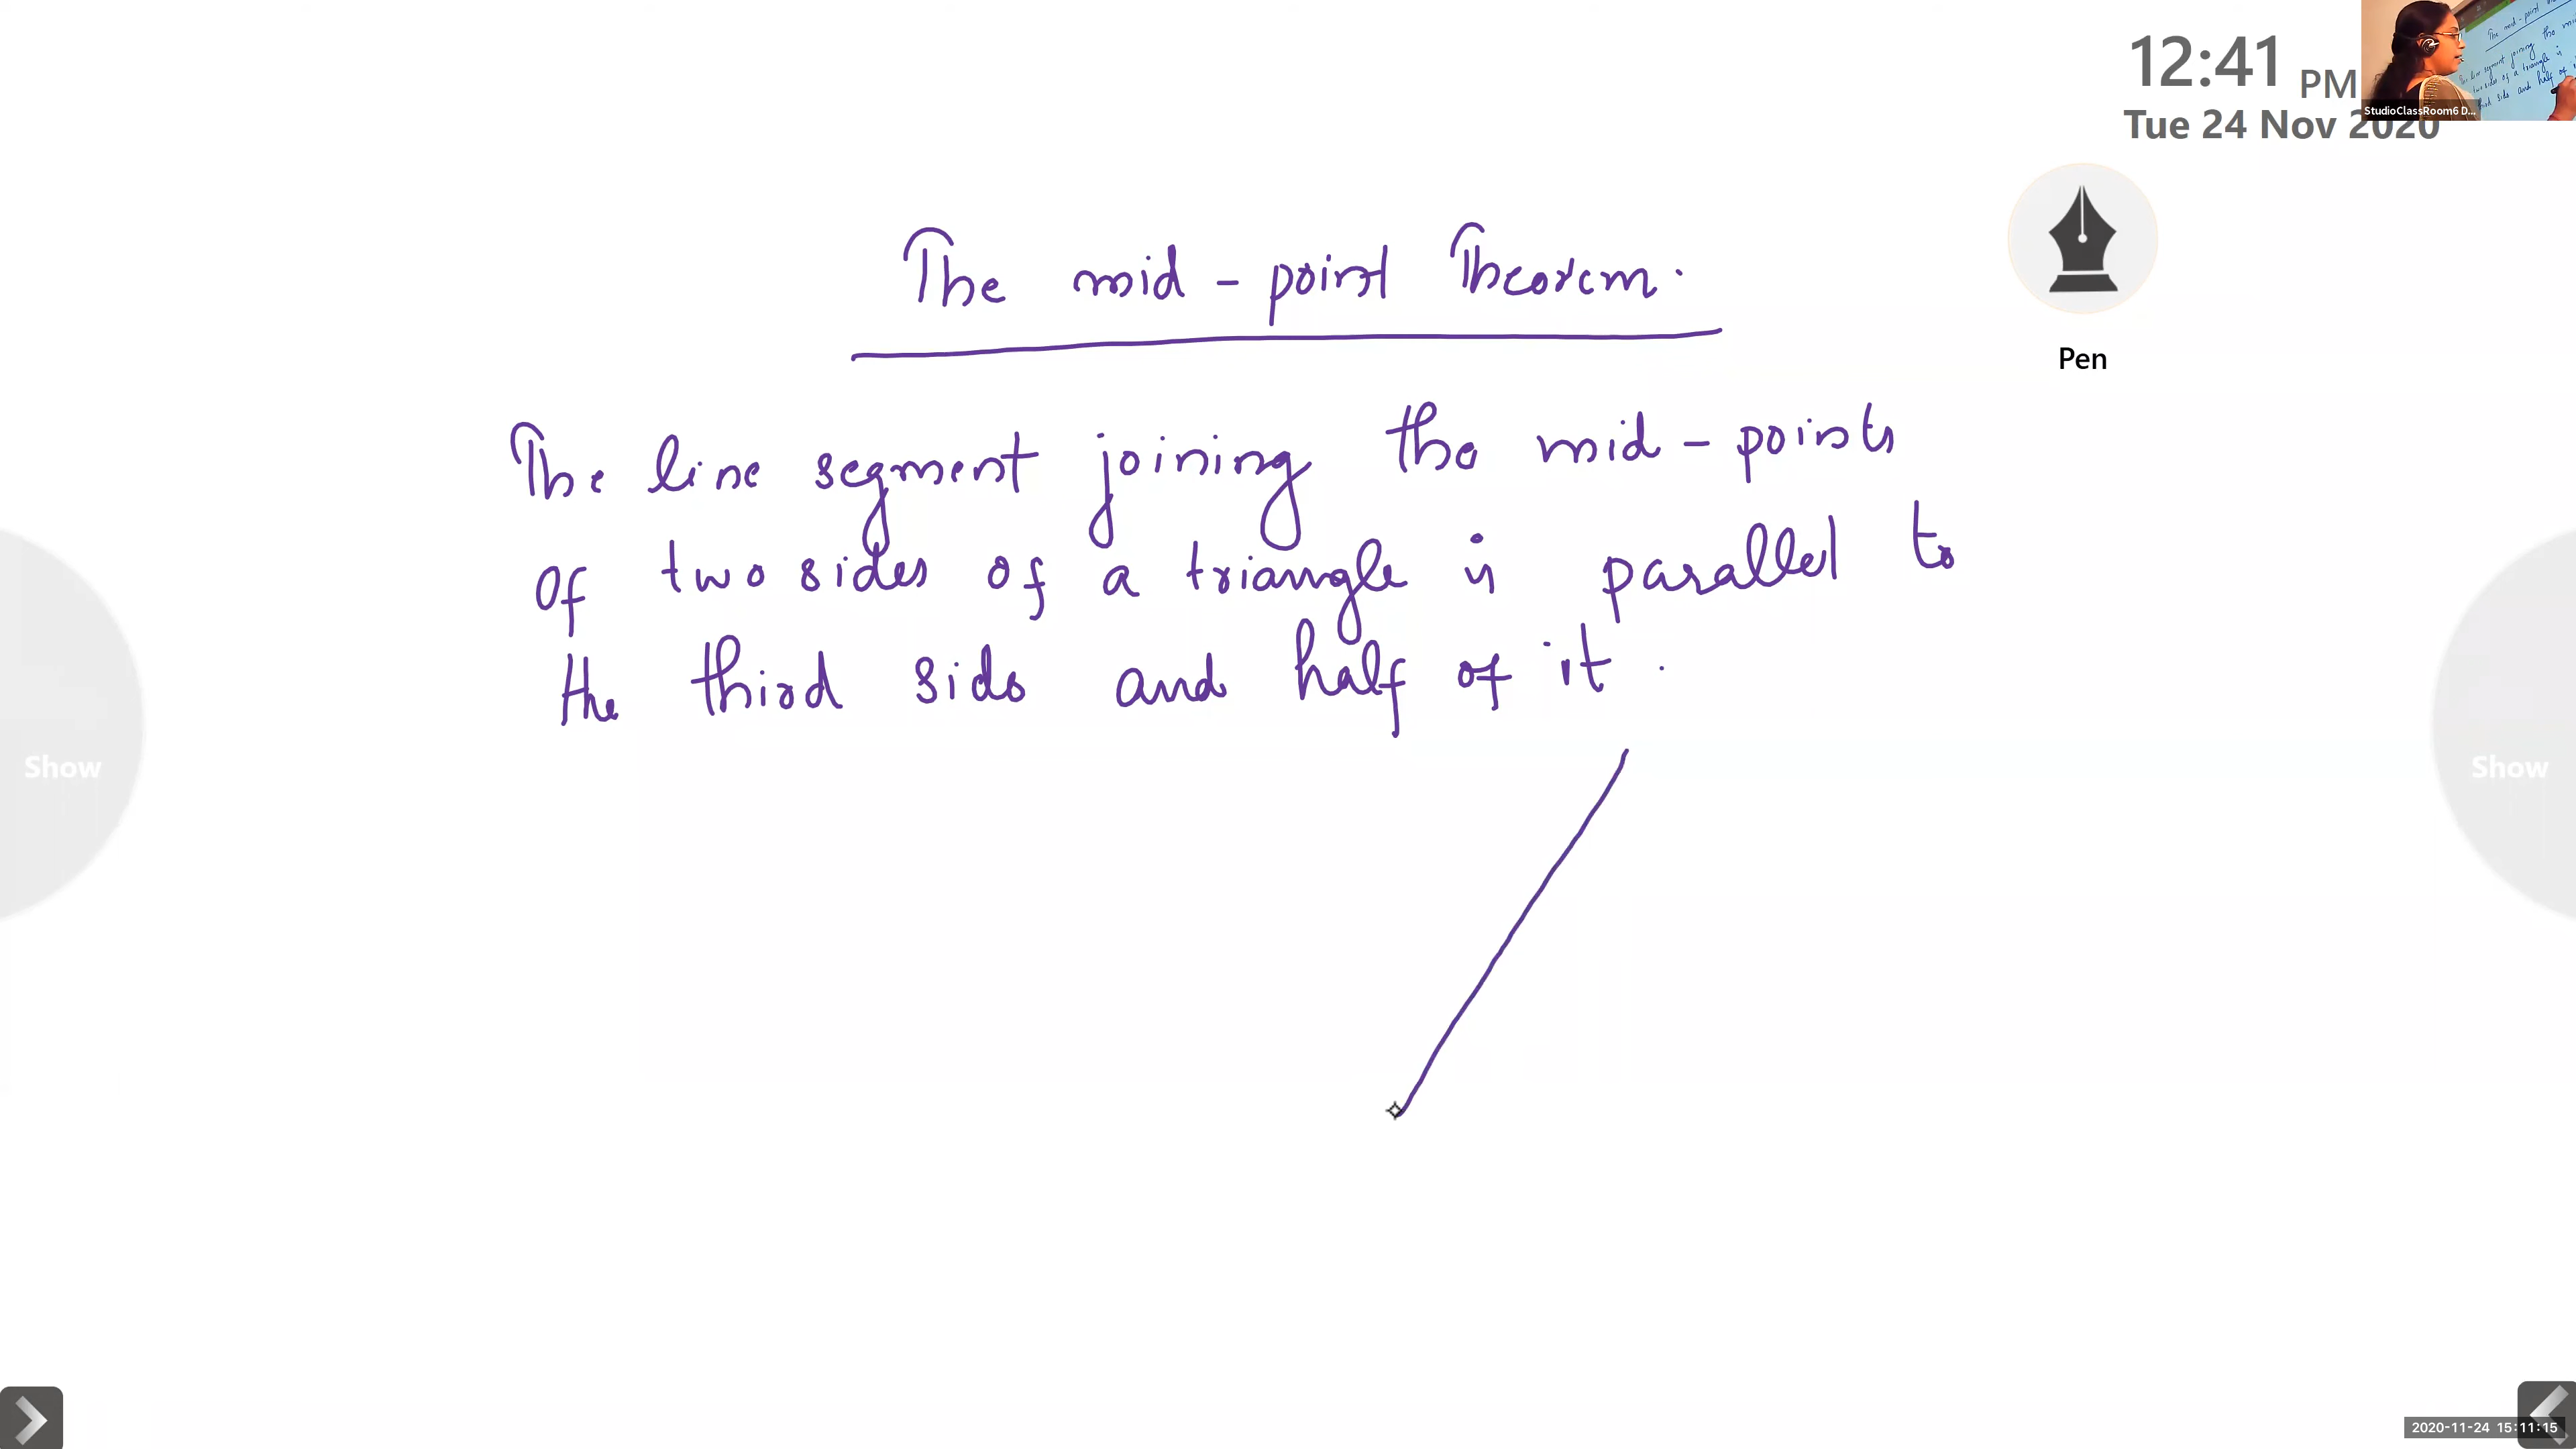 12:41 PM
Tue 24 Nov 2020
StudioClassRoom6 D...
Pen
The mid - point Theorem.
The line segment joining the mid - points
of two sides of a triangle is parallel to
the third side and half of it .
Show
Show
2020-11-24 15:11:15